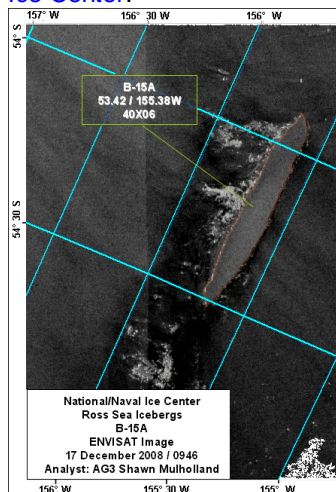 Ice Center.
157° W
156° 30 W
156° W
54° S
B-15A
53.42 / 155.38W
40X06
54° 30 S
National/Naval Ice Center
Ross Sea Icebergs
B-15A
ENVISAT Image
17 December 2008 / 0946
Analyst: AG3 Shawn Mulholland
156° W
155° 30 W
155° W